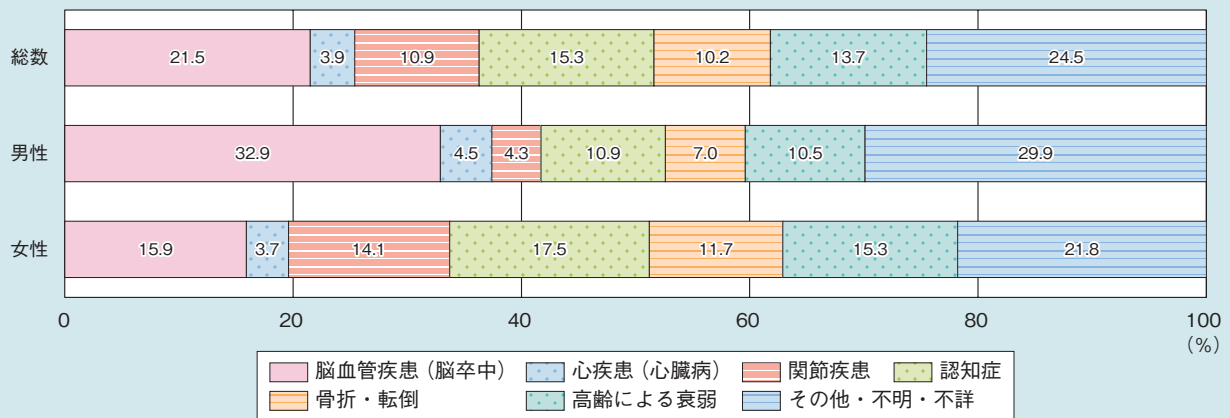 総数 21.5 3.9 10.9 15.3 10.2 13.7 24.5
男性 32.9 4.5 4.3 10.9 7.0 10.5 29.9
女性 15.9 3.7 14.1 17.5 11.7 15.3 21.8
0 20 40 60 80 100
（%）
脳血管疾患（脳卒中） 心疾患（心臓病） 関節疾患 認知症
骨折・転倒 高齢による衰弱 その他・不明・不詳